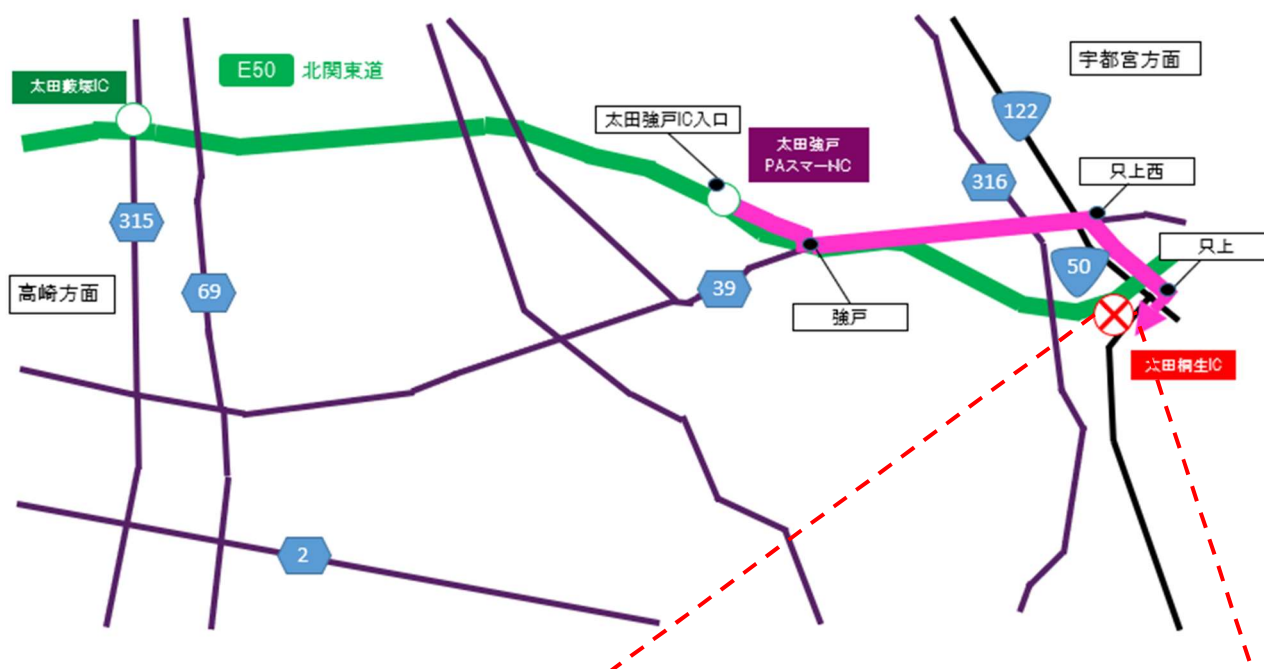 宇都宮方面
E50 北関東道
太田藪塚IC
122
太田強戸IC入口
太田強戸
PAスマートIC
只上西
316
315
只上
50
高崎方面
69
39
強戸
太田桐生IC
2